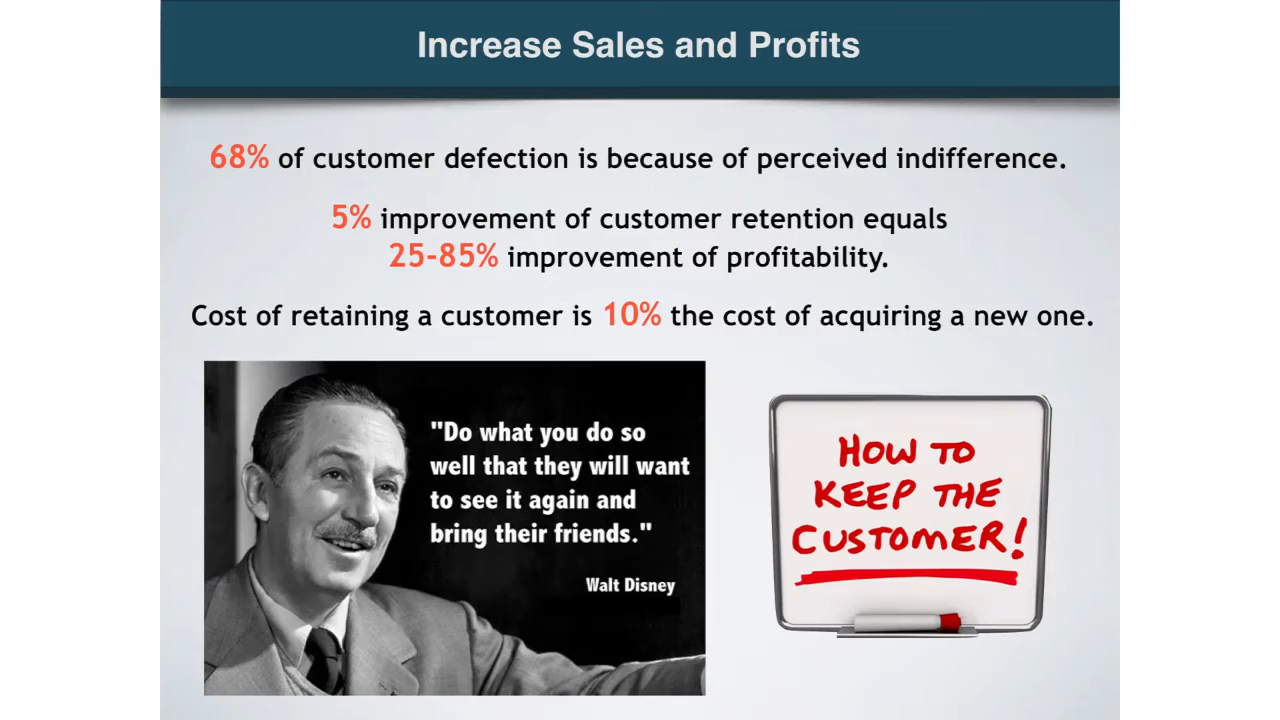 Increase Sales and Profits
68% of customer defection is because of perceived indifference.
5% improvement of customer retention equals
25-85% improvement of profitability.
Cost of retaining a customer is 10% the cost of acquiring a new one.
"Do what you do so
well that they will want
to see it again and
bring their friends."
Walt Disney
HOW TO
KEEP THE
CUSTOMER!